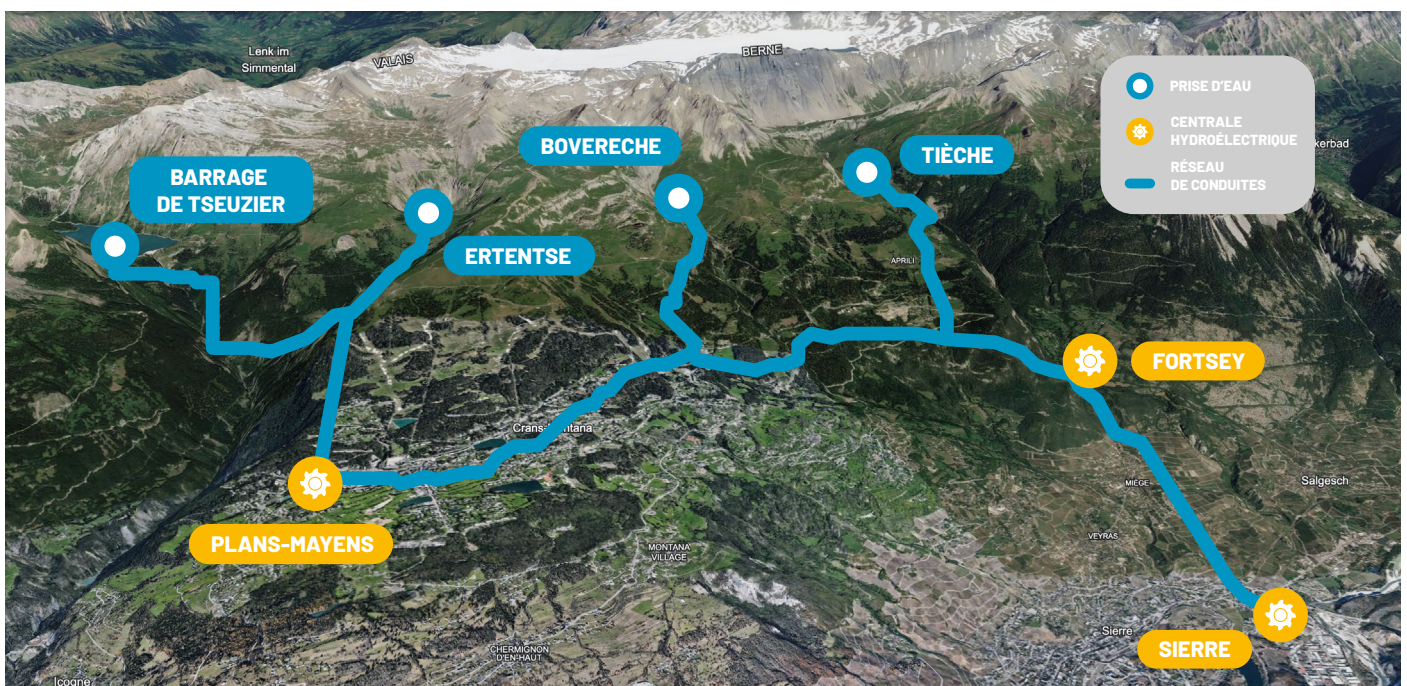 Lenk im
Simmental
VALAIS
BERNE
PRISE D'EAU
CENTRALE
HYDROÉLECTRIQUE
RÉSEAU
DE CONDUITES
kerbad
BOVERECHE
TIÈCHE
BARRAGE
DE TSEUZIER
ERTENTSE
APRILI
FORTSEY
Crans-Montana
MIÈGE
Salgesch
PLANS-MAYENS
MONTANA
VILLAGE
VEYRAS
Sierre
SIERRE
CHERMIGNON
D'EN-HAUT
Icogne